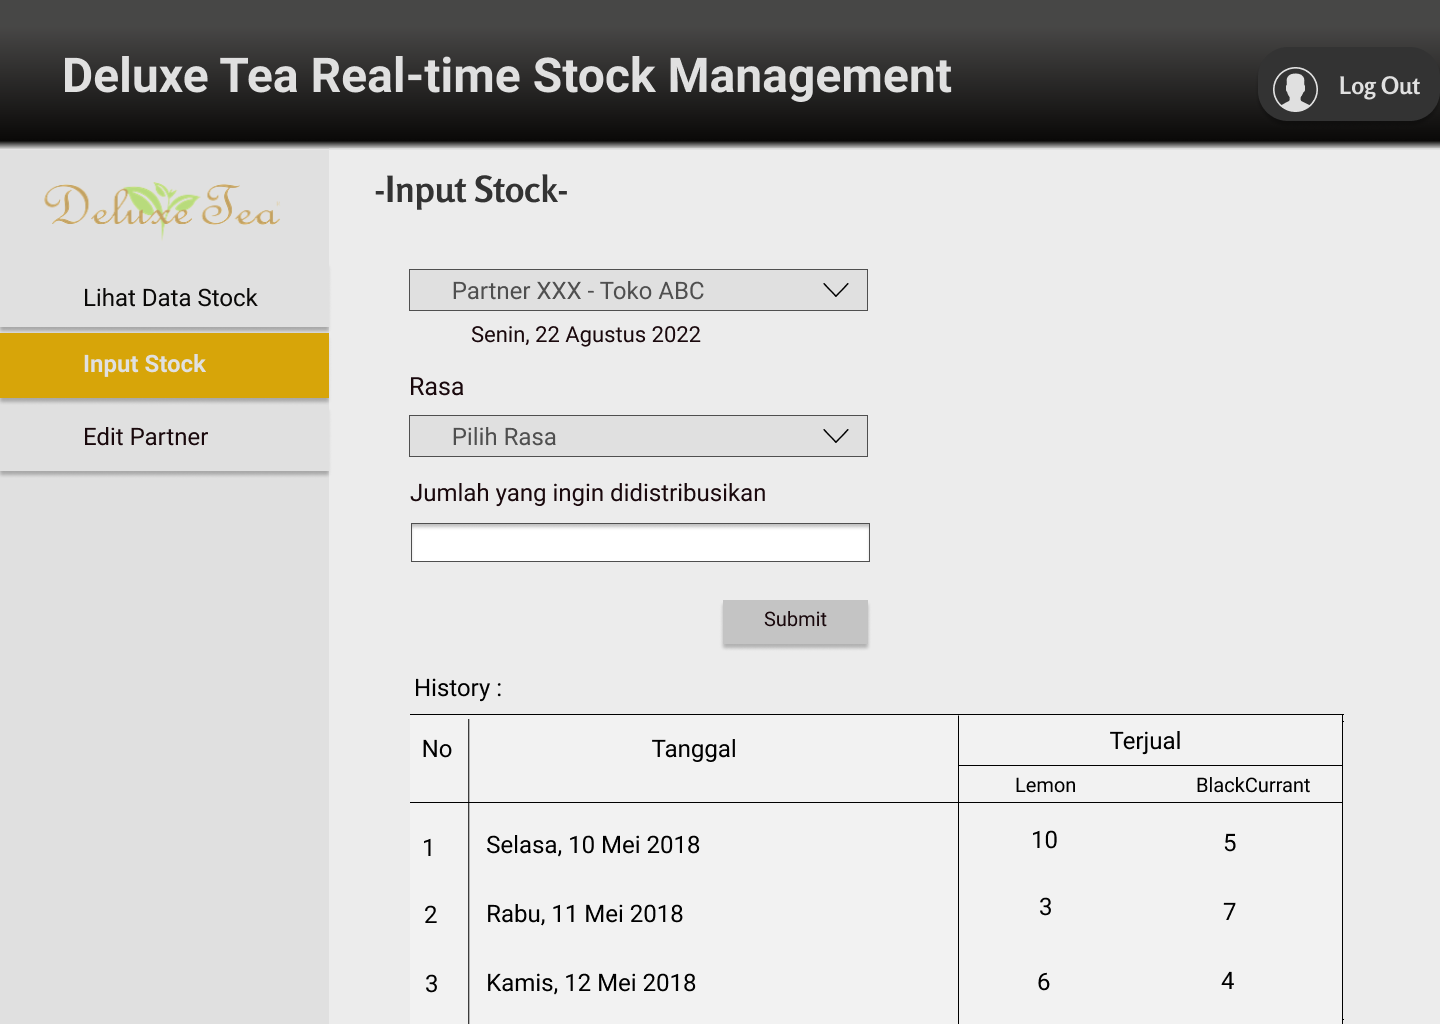 Deluxe Tea Real-time Stock Management
Log Out
Deluxe Tea
Lihat Data Stock
Input Stock
Edit Partner
-Input Stock-
Partner XXX - Toko ABC
Senin, 22 Agustus 2022
Rasa
Pilih Rasa
Jumlah yang ingin didistribusikan
Submit
History :
No Tanggal Terjual
Lemon BlackCurrant
1 Selasa, 10 Mei 2018 10 5
2 Rabu, 11 Mei 2018 3 7
3 Kamis, 12 Mei 2018 6 4